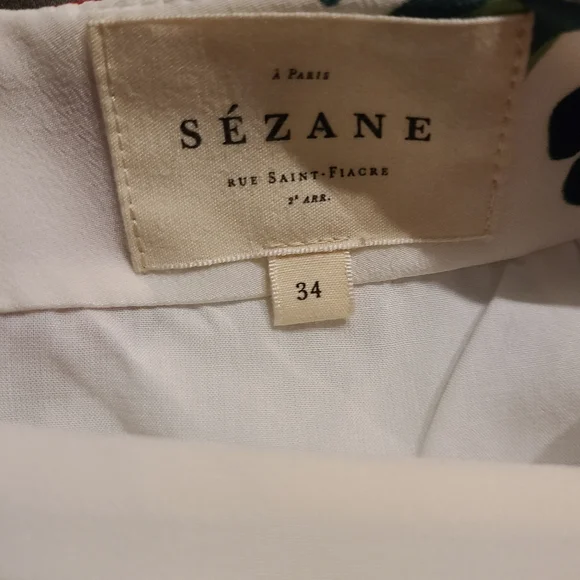 À PARIS
SÉZANE
RUE SAINT-FIACRE
2E ARR.
34